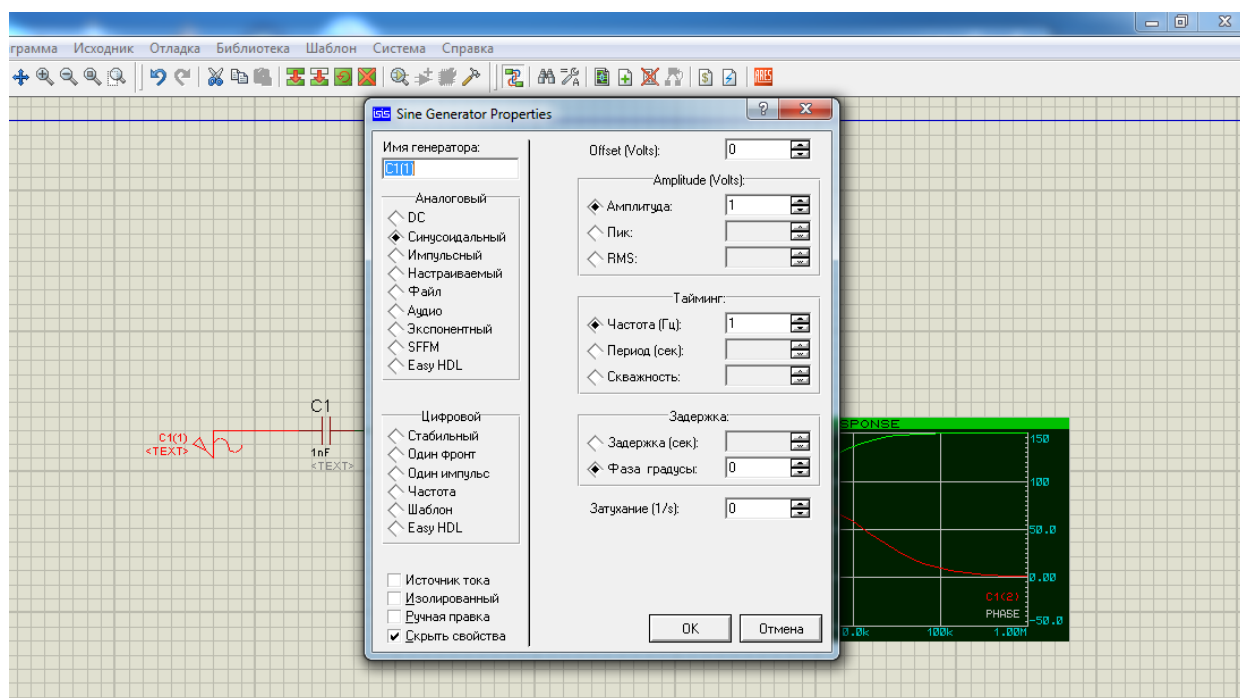 грамма Исходник Отладка Библиотека Шаблон Система Справка
ARES
ISIS Sine Generator Properties
Имя генератора:
C1(1)
Аналоговый
DC
Синусоидальный
Импульсный
Настраиваемый
Файл
Аудио
Экспонентный
SFFM
Easy HDL
Цифровой
Стабильный
Один фронт
Один импульс
Частота
Шаблон
Easy HDL
Источник тока
Изолированный
Ручная правка
Скрыть свойства
Offset (Volts): 0
Amplitude (Volts):
Амплитуда: 1
Пик:
RMS:
Тайминг:
Частота (Гц): 1
Период (сек):
Скважность:
Задержка:
Задержка (сек):
Фаза градусы: 0
Затухание (1/s): 0
OK Отмена
C1(1)
<TEXT>
C1
1nF
<TEXT>
SPONSE
150
100
50.0
0.00
-50.0
C1(2)
PHASE
0.0k 100k 1.00M